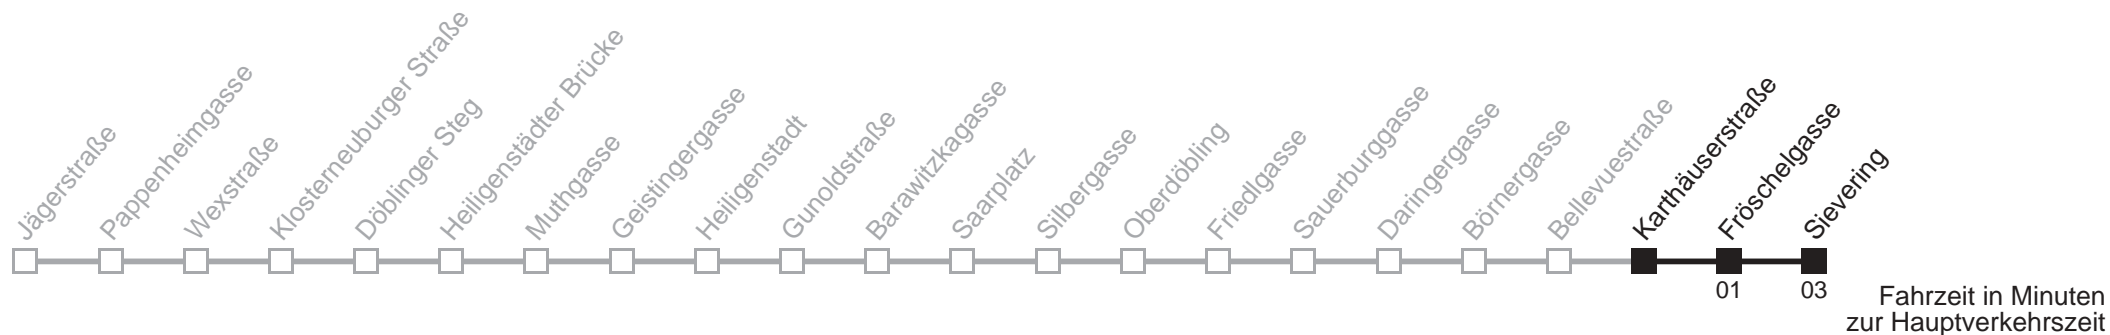 Jägerstraße
Pappenheimgasse
Wexstraße
Klosterneuburger Straße
Döblinger Steg
Heiligenstädter Brücke
Muthgasse
Geistingergasse
Heiligenstadt
Gunoldstraße
Barawitzkagasse
Saarplatz
Silbergasse
Oberdöbling
Friedlgasse
Sauerburggasse
Daringergasse
Börnergasse
Bellevuestraße
Karthäuserstraße
Fröschelgasse
Sievering
01
03
Fahrzeit in Minuten
zur Hauptverkehrszeit